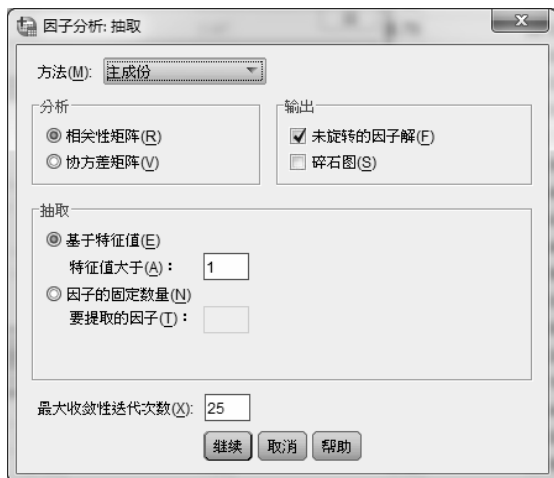 因子分析: 抽取
方法(M): 主成份
分析
相关性矩阵(R)
协方差矩阵(V)
输出
未旋转的因子解(F)
碎石图(S)
抽取
基于特征值(E)
特征值大于(A)： 1
因子的固定数量(N)
要提取的因子(T)：
最大收敛性迭代次数(X): 25
继续 取消 帮助